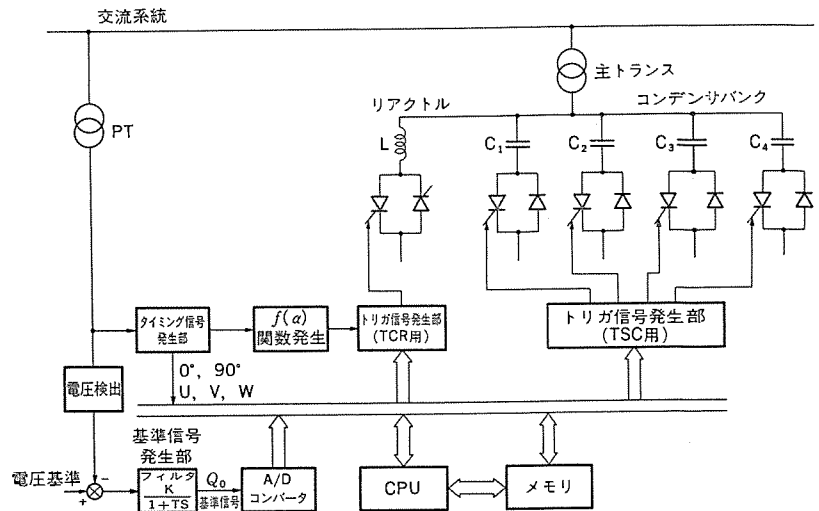 交流系統
PT
主トランス
リアクトル
コンデンサバンク
L
C₁
C₂
C₃
C₄
タイミング信号
発生部
f(α)
関数発生
トリガ信号発生部
(TCR用)
トリガ信号発生部
(TSC用)
0°, 90°
U, V, W
電圧検出
基準信号
発生部
電圧基準
−
+
フィルタ
K
1+TS
Q₀
基準信号
A/D
コンバータ
CPU
メモリ